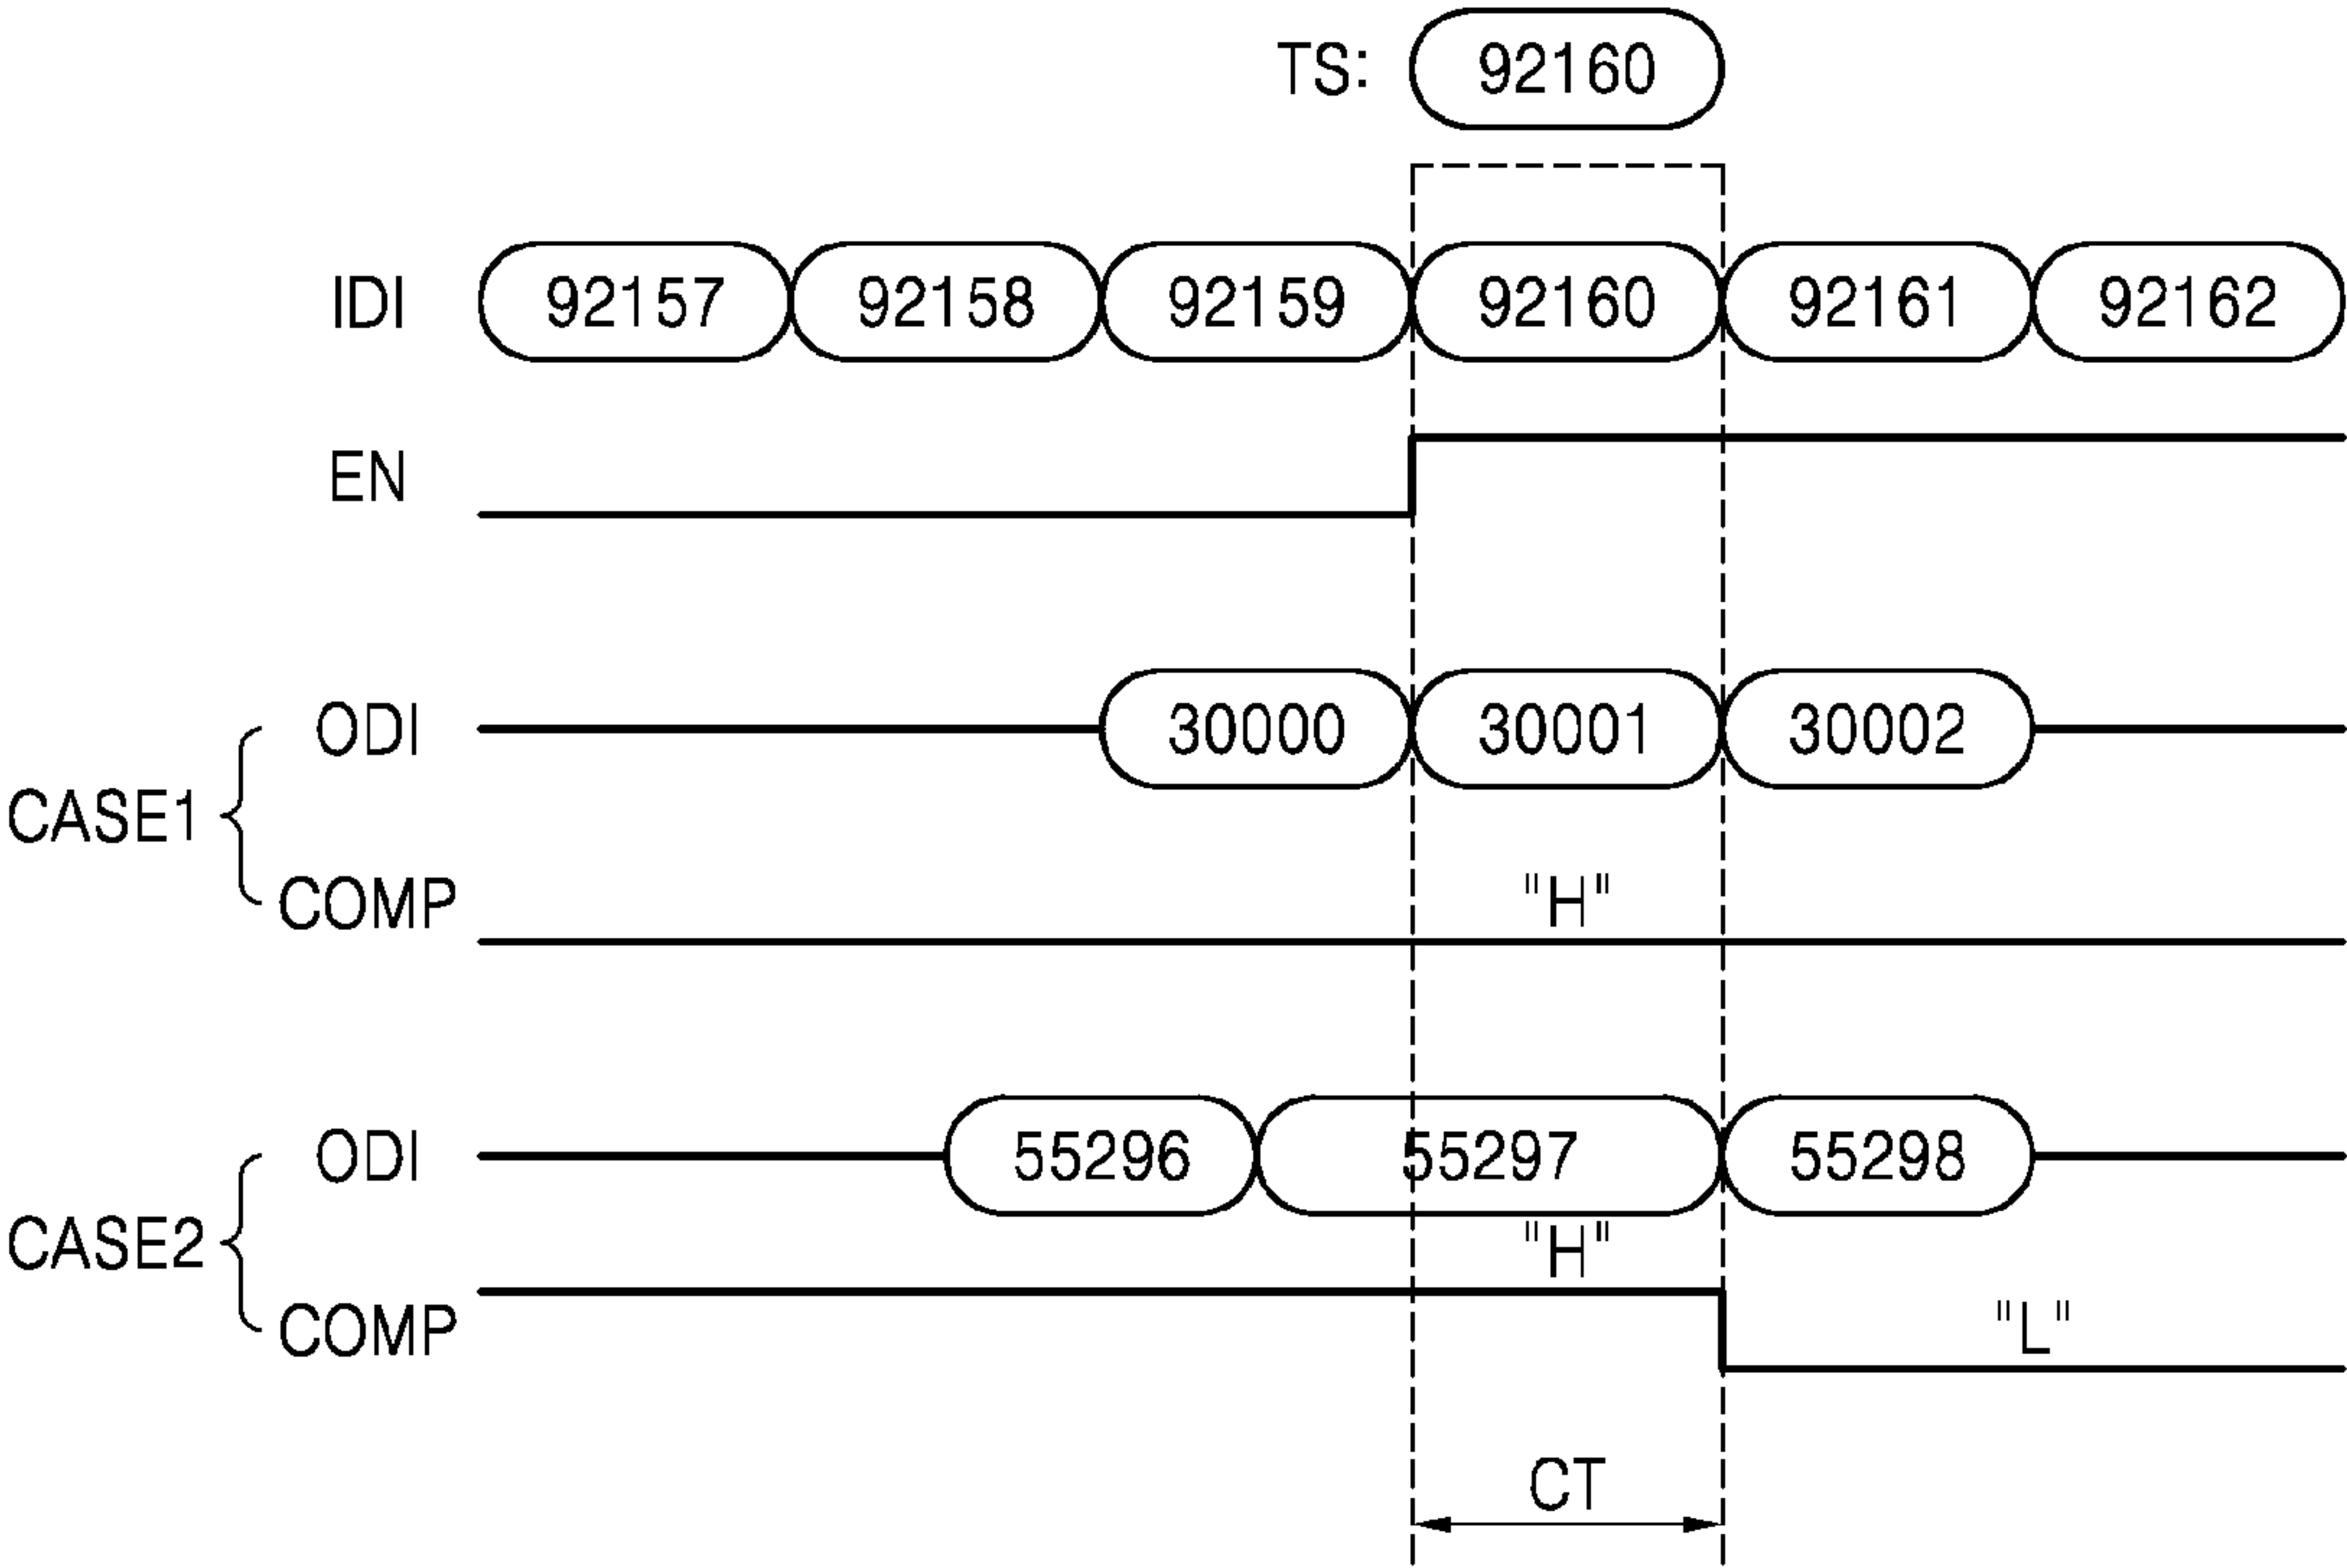 TS: 92160
IDI 92157 92158 92159 92160 92161 92162
EN
ODI 30000 30001 30002
CASE1
COMP "H"
ODI 55296 55297 55298
CASE2 "H"
COMP "L"
CT